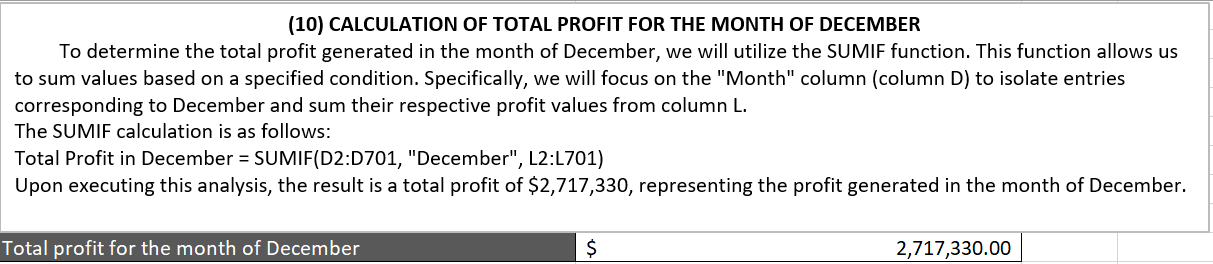 (10) CALCULATION OF TOTAL PROFIT FOR THE MONTH OF DECEMBER
To determine the total profit generated in the month of December, we will utilize the SUMIF function. This function allows us
to sum values based on a specified condition. Specifically, we will focus on the "Month" column (column D) to isolate entries
corresponding to December and sum their respective profit values from column L.
The SUMIF calculation is as follows:
Total Profit in December = SUMIF(D2:D701, "December", L2:L701)
Upon executing this analysis, the result is a total profit of $2,717,330, representing the profit generated in the month of December.
Total profit for the month of December $ 2,717,330.00